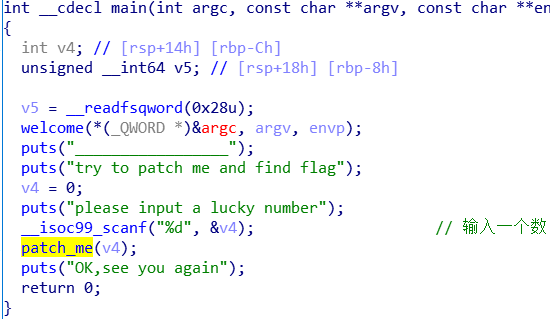 int __cdecl main(int argc, const char **argv, const char **en
{
  int v4; // [rsp+14h] [rbp-Ch]
  unsigned __int64 v5; // [rsp+18h] [rbp-8h]

  v5 = __readfsqword(0x28u);
  welcome(*(_QWORD *)&argc, argv, envp);
  puts("_________________");
  puts("try to patch me and find flag");
  v4 = 0;
  puts("please input a lucky number");
  __isoc99_scanf("%d", &v4);                    // 输入一个数
  patch_me(v4);
  puts("OK,see you again");
  return 0;
}